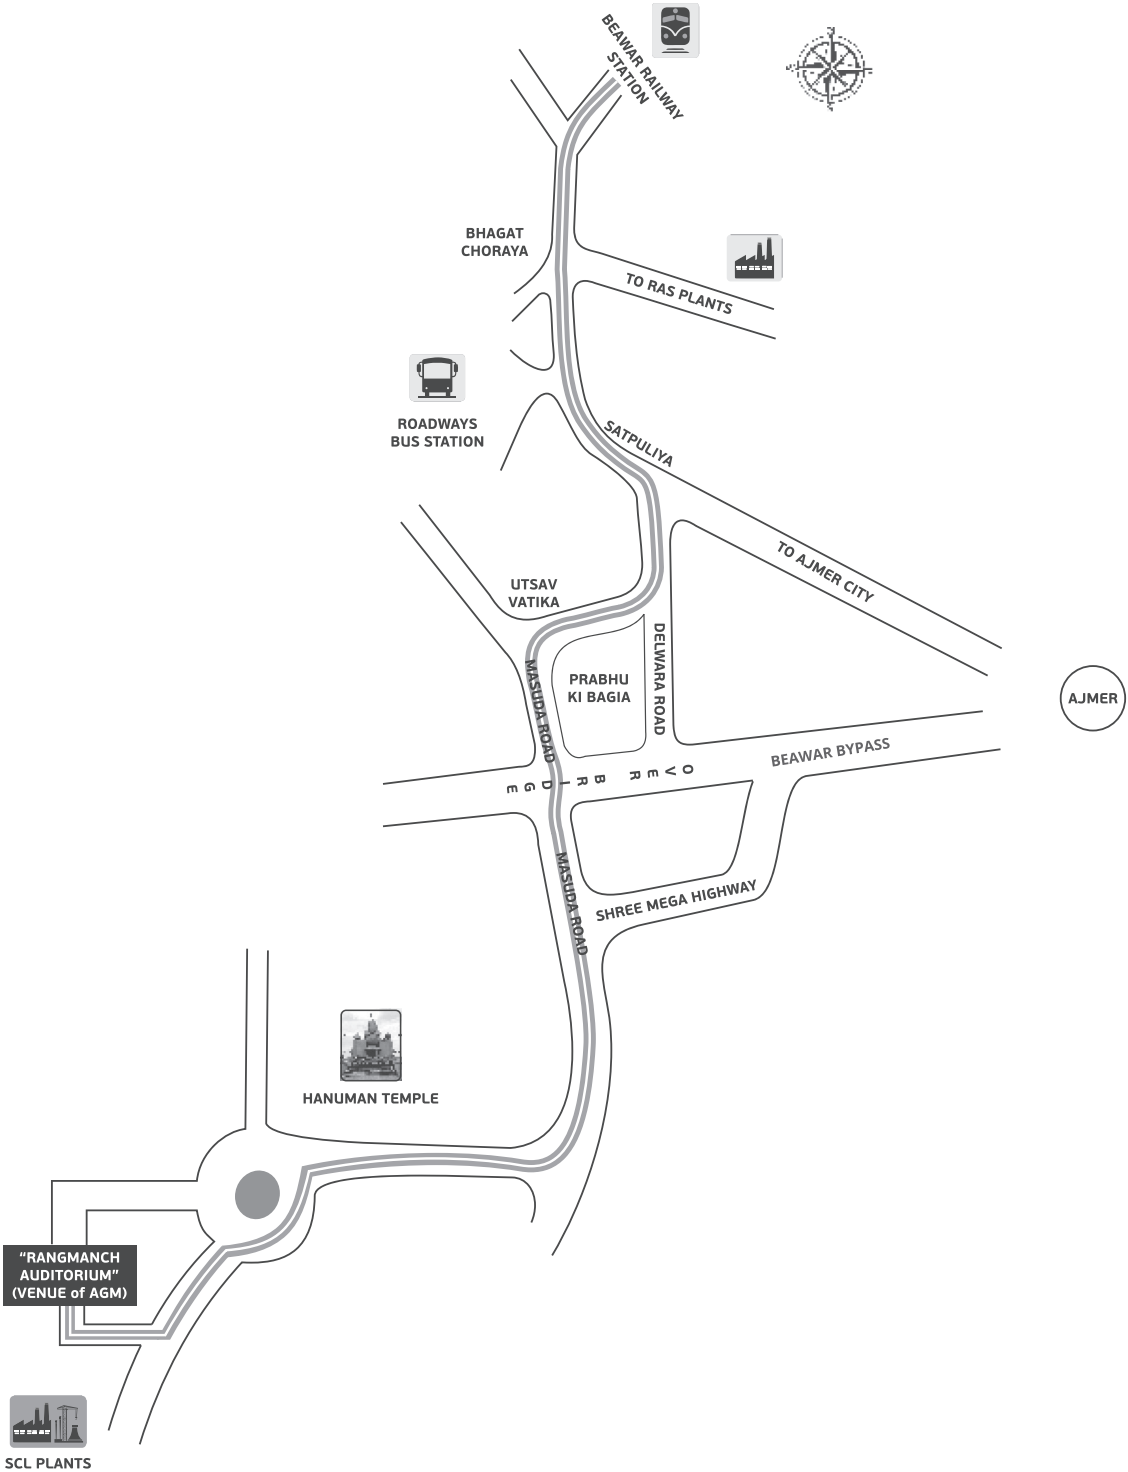 BEAWAR RAILWAY
STATION
BHAGAT
CHORAYA
TO RAS PLANTS
ROADWAYS
BUS STATION
SATPULIYA
TO AJMER CITY
UTSAV
VATIKA
MASUDA ROAD
PRABHU
KI BAGIA
DELWARA ROAD
AJMER
BEAWAR BYPASS
OVER BRIDGE
MASUDA ROAD
SHREE MEGA HIGHWAY
HANUMAN TEMPLE
“RANGMANCH
AUDITORIUM”
(VENUE of AGM)
SCL PLANTS